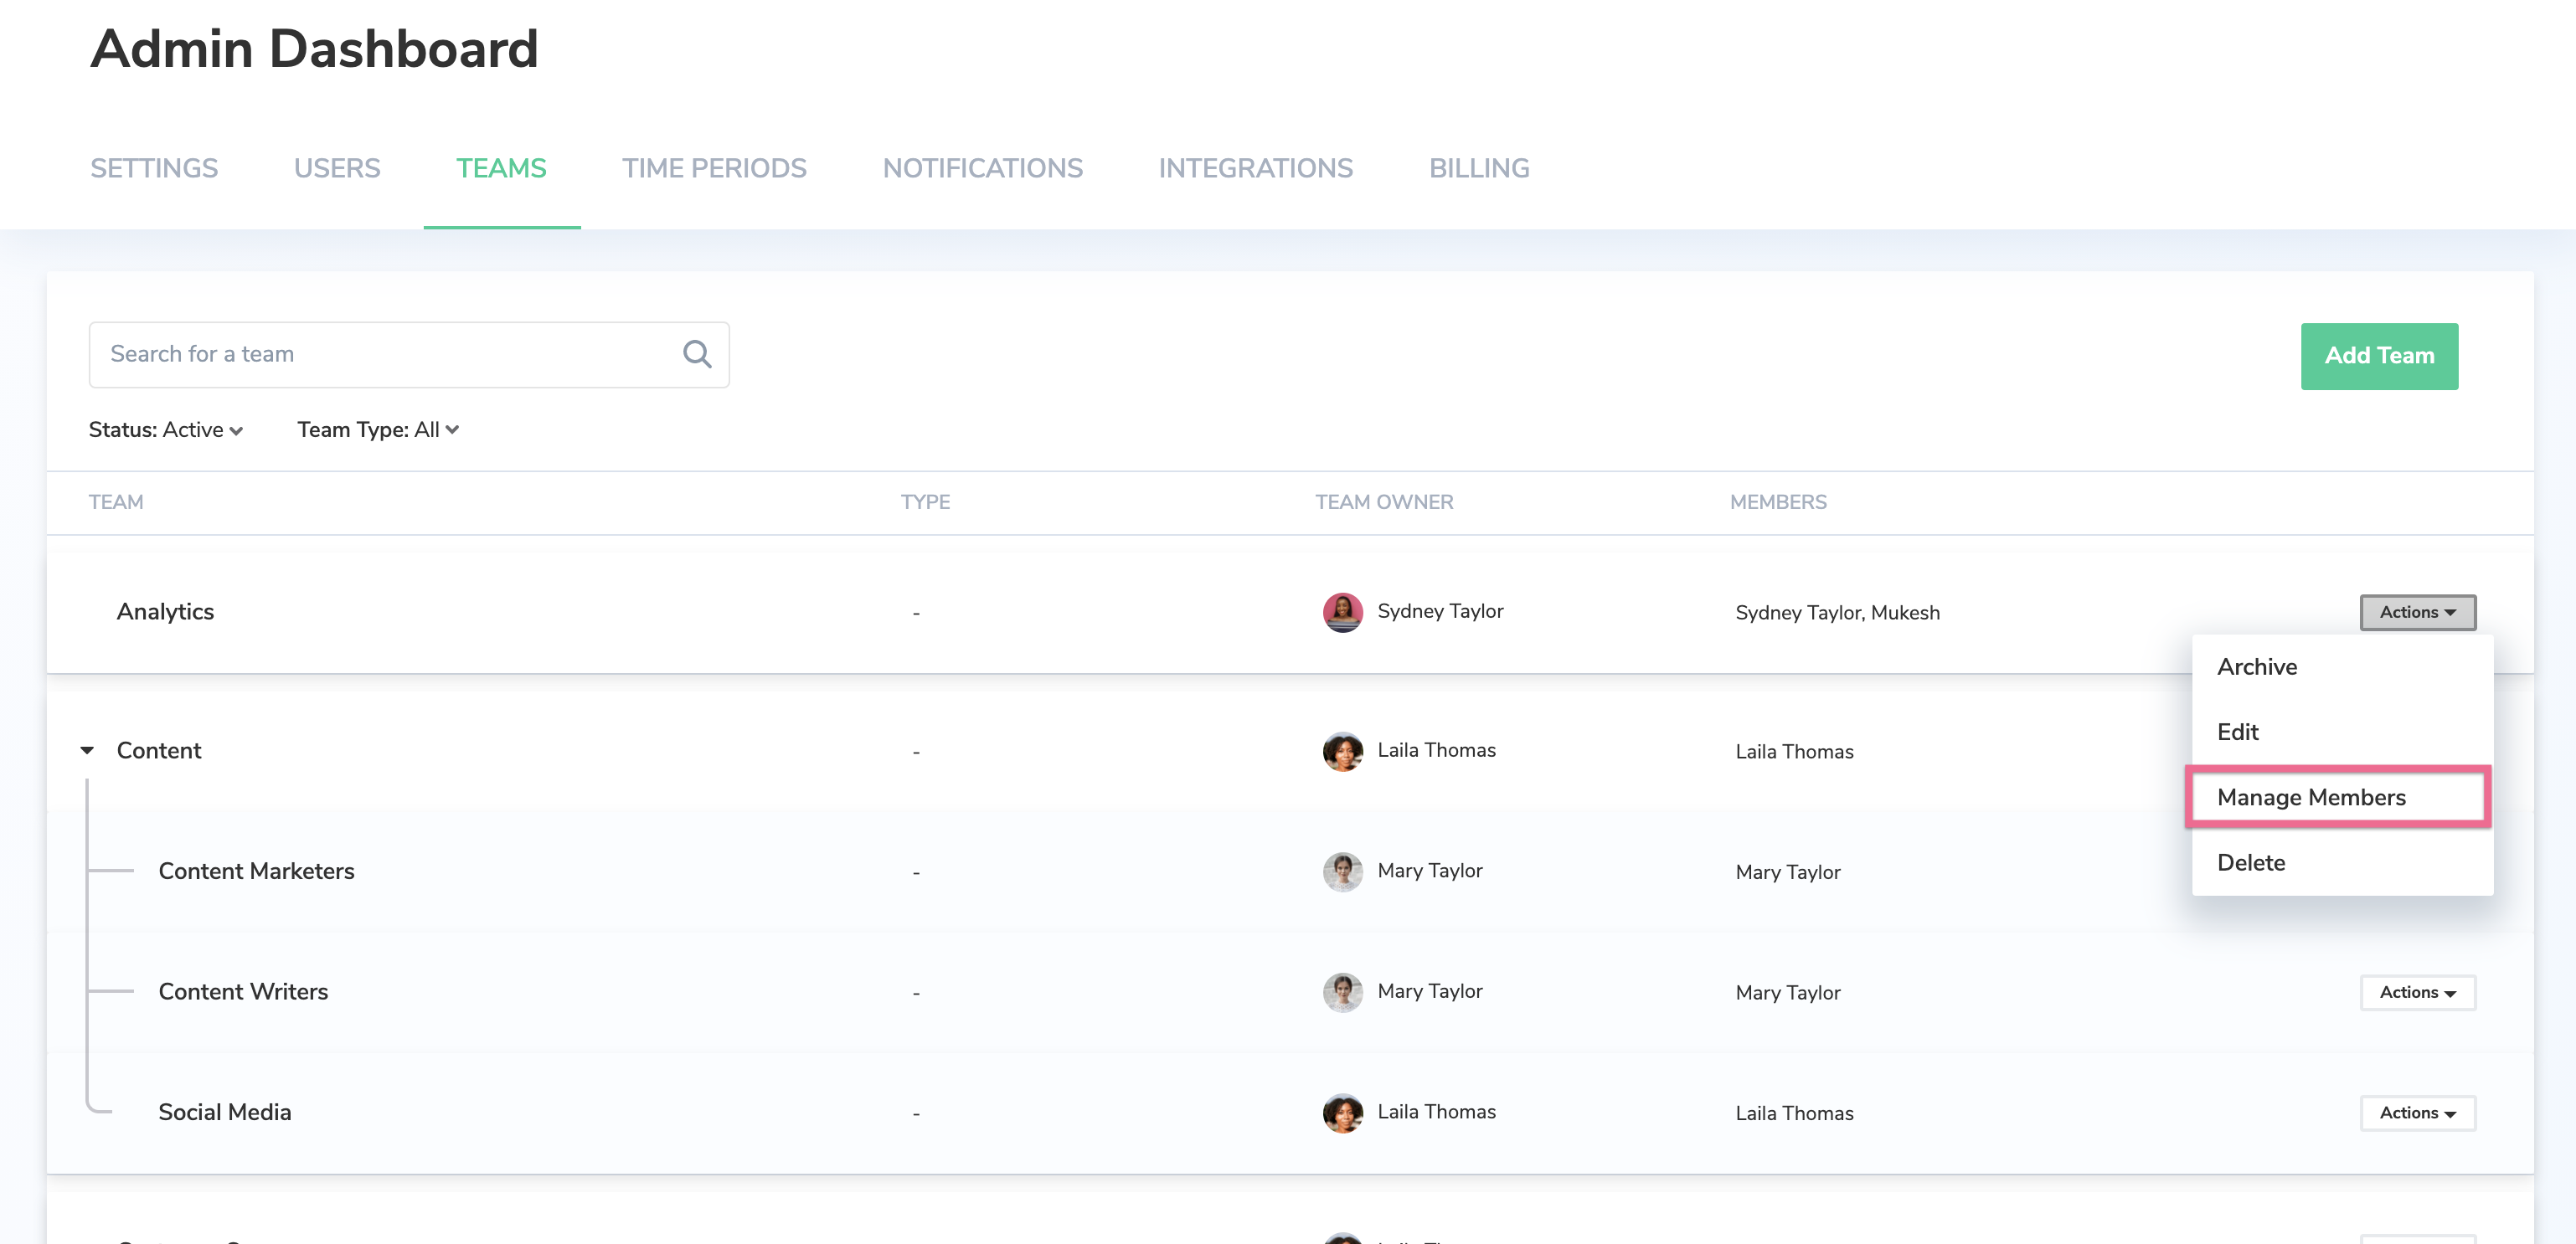 Admin Dashboard
SETTINGS USERS TEAMS TIME PERIODS NOTIFICATIONS INTEGRATIONS BILLING
Search for a team
Add Team
Status: Active Team Type: All
TEAM TYPE TEAM OWNER MEMBERS
Analytics - Sydney Taylor Sydney Taylor, Mukesh Actions
Archive
Edit
Manage Members
Delete
Content - Laila Thomas Laila Thomas
Content Marketers - Mary Taylor Mary Taylor
Content Writers - Mary Taylor Mary Taylor Actions
Social Media - Laila Thomas Laila Thomas Actions